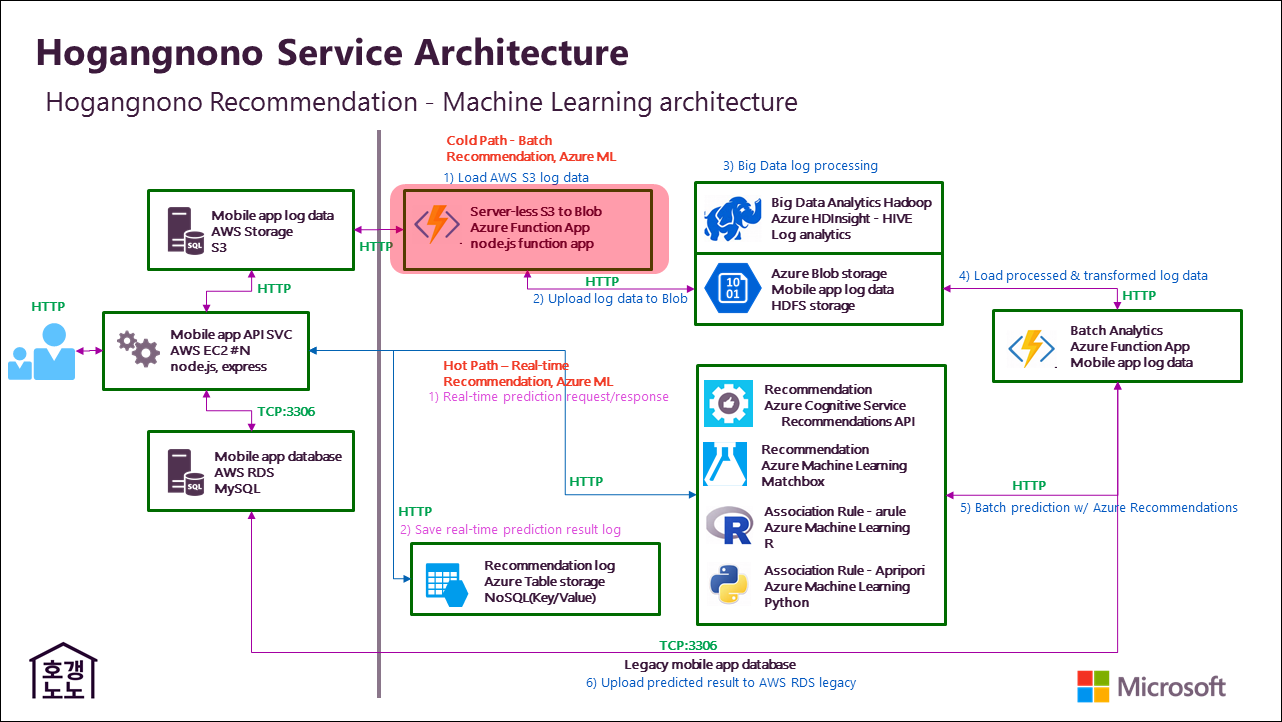 Hogangnono Service Architecture
Hogangnono Recommendation - Machine Learning architecture
Cold Path - Batch
Recommendation, Azure ML
1) Load AWS S3 log data
3) Big Data log processing
Mobile app log data
AWS Storage
S3
SQL
HTTP
Server-less S3 to Blob
Azure Function App
node.js function app
Big Data Analytics Hadoop
Azure HDInsight - HIVE
Log analytics
HTTP
2) Upload log data to Blob
10
01
Azure Blob storage
Mobile app log data
HDFS storage
4) Load processed & transformed log data
HTTP
HTTP
HTTP
Mobile app API SVC
AWS EC2 #N
node.js, express
Batch Analytics
Azure Function App
Mobile app log data
Hot Path – Real-time
Recommendation, Azure ML
1) Real-time prediction request/response
TCP:3306
Mobile app database
AWS RDS
MySQL
SQL
Recommendation
Azure Cognitive Service
Recommendations API
Recommendation
Azure Machine Learning
Matchbox
HTTP
Association Rule - arule
Azure Machine Learning
R
R
Association Rule - Apripori
Azure Machine Learning
Python
HTTP
5) Batch prediction w/ Azure Recommendations
HTTP
2) Save real-time prediction result log
Recommendation log
Azure Table storage
NoSQL(Key/Value)
TCP:3306
Legacy mobile app database
6) Upload predicted result to AWS RDS legacy
호갱
노노
Microsoft